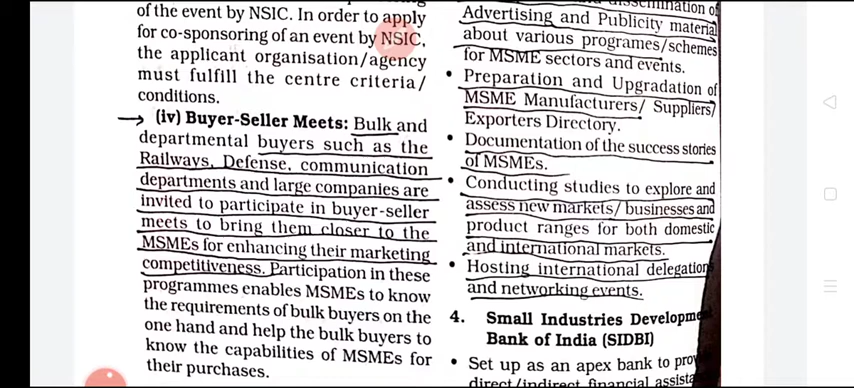 of the event by NSIC. In order to apply
for co-sponsoring of an event by NSIC,
the applicant organisation/agency
must fulfill the centre criteria/
conditions.
(iv) Buyer-Seller Meets: Bulk and
departmental buyers such as the
Railways, Defense, communication
departments and large companies are
invited to participate in buyer-seller
meets to bring them closer to the
MSMEs for enhancing their marketing
competitiveness. Participation in these
programmes enables MSMEs to know
the requirements of bulk buyers on the
one hand and help the bulk buyers to
know the capabilities of MSMEs for
their purchases.
Advertising and Publicity material
about various programes/schemes
for MSME sectors and events.
• Preparation and Upgradation of
MSME Manufacturers/ Suppliers/
Exporters Directory.
• Documentation of the success stories
of MSMEs.
• Conducting studies to explore and
assess new markets/businesses and
product ranges for both domestic
and international markets.
• Hosting international delegation
and networking events.
4. Small Industries
Bank of India (SIDBI)
• Set up as an apex bank to
direct/indirect financial